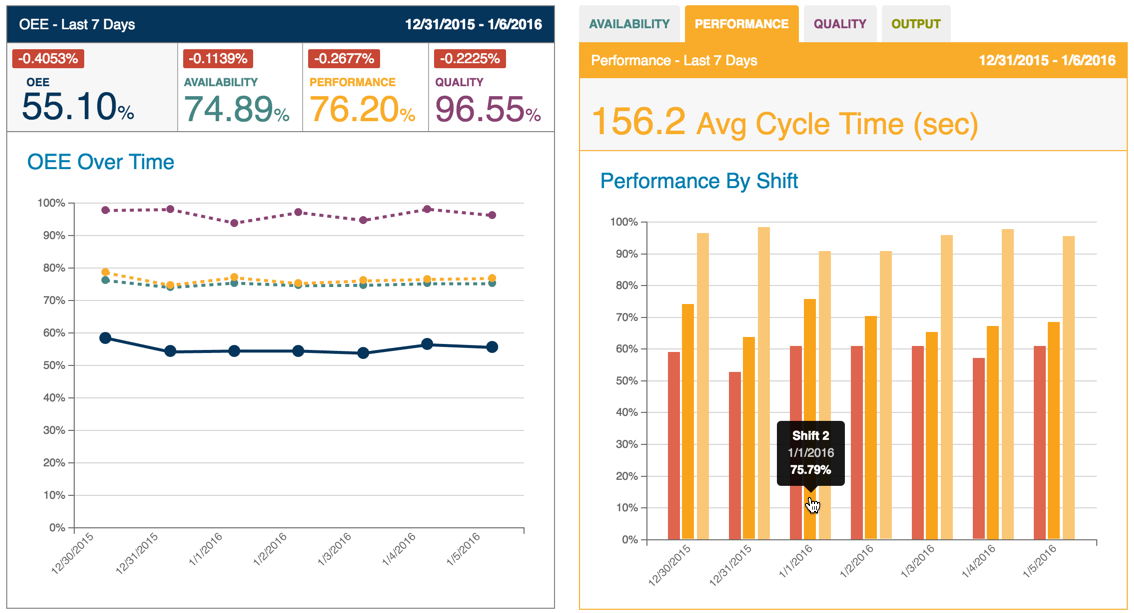 OEE - Last 7 Days 12/31/2015 - 1/6/2016
-0.4053% -0.1139% -0.2677% -0.2225%
OEE AVAILABILITY PERFORMANCE QUALITY
55.10% 74.89% 76.20% 96.55%
OEE Over Time
100%
90%
80%
70%
60%
50%
40%
30%
20%
10%
0%
12/30/2015 12/31/2015 1/1/2016 1/2/2016 1/3/2016 1/4/2016 1/5/2016
AVAILABILITY PERFORMANCE QUALITY OUTPUT
Performance - Last 7 Days 12/31/2015 - 1/6/2016
156.2 Avg Cycle Time (sec)
Performance By Shift
100%
90%
80%
70%
60%
50%
40%
30%
20%
10%
0%
Shift 2
1/1/2016
75.79%
12/30/2015 12/31/2015 1/1/2016 1/2/2016 1/3/2016 1/4/2016 1/5/2016